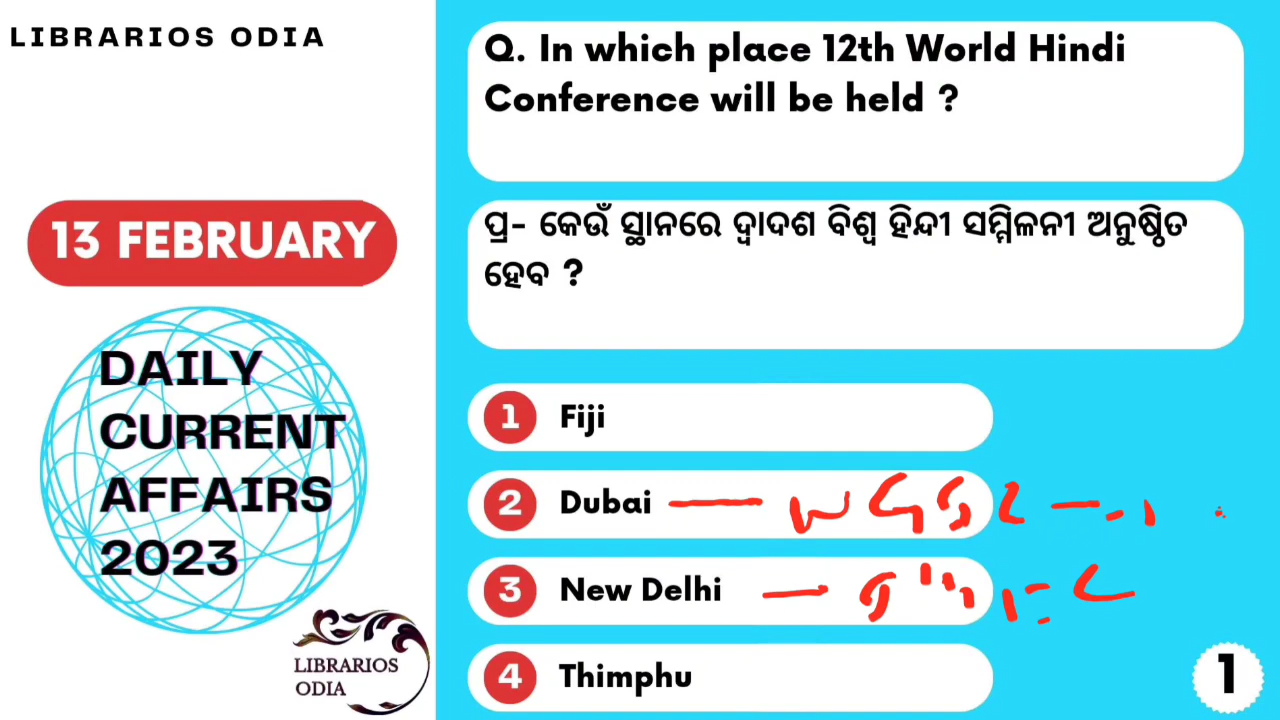 LIBRARIOS ODIA
Q. In which place 12th World Hindi
Conference will be held ?
ପ୍ର- କେଉଁ ସ୍ଥାନରେ ଦ୍ୱାଦଶ ବିଶ୍ୱ ହିନ୍ଦୀ ସମ୍ମିଳନୀ ଅନୁଷ୍ଠିତ
ହେବ ?
13 FEBRUARY
DAILY
CURRENT
AFFAIRS
2023
1 Fiji
2 Dubai
3 New Delhi
4 Thimphu
LIBRARIOS
ODIA
1